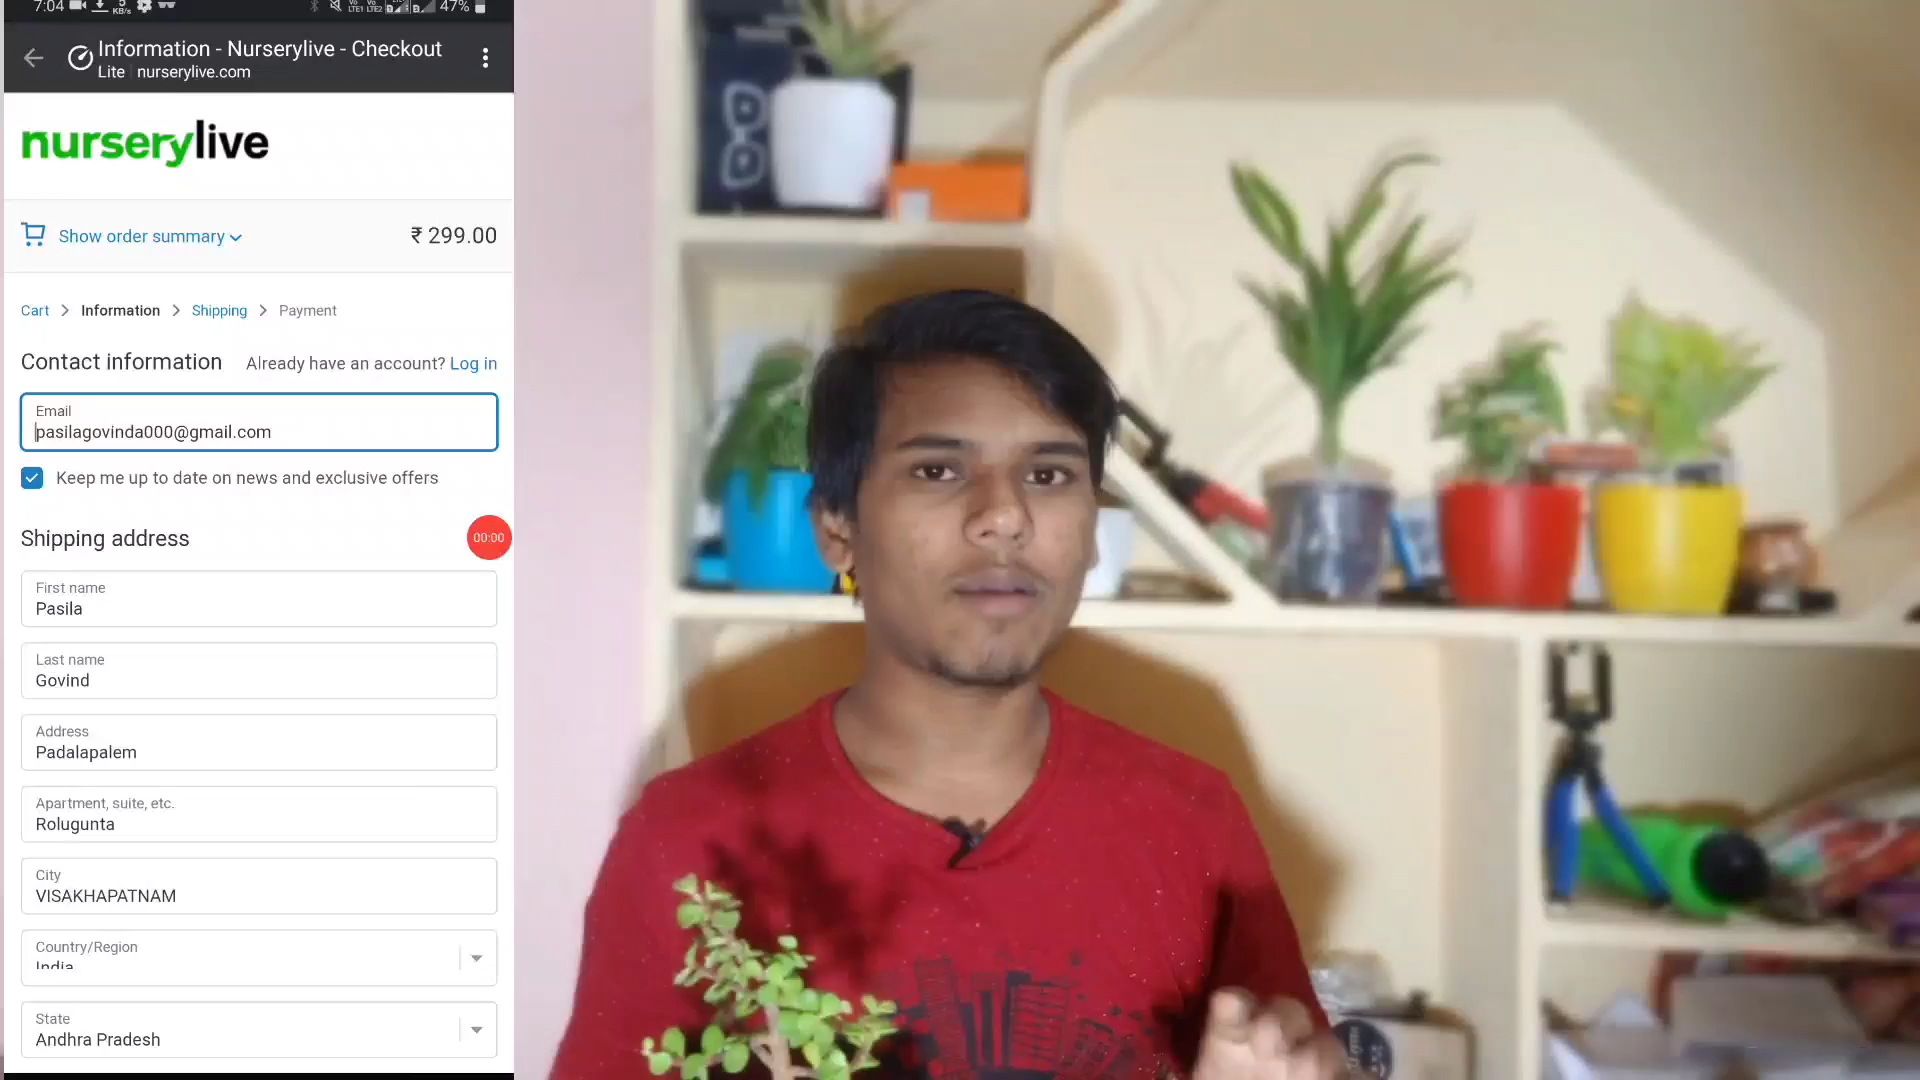 7:04 5 KB/s 47%
Information - Nurserylive - Checkout
Lite nurserylive.com
nurserylive
Show order summary ₹ 299.00
Cart > Information > Shipping > Payment
Contact information Already have an account? Log in
Email
pasilagovinda000@gmail.com
Keep me up to date on news and exclusive offers
Shipping address
00:00
First name
Pasila
Last name
Govind
Address
Padalapalem
Apartment, suite, etc.
Rolugunta
City
VISAKHAPATNAM
Country/Region
India
State
Andhra Pradesh